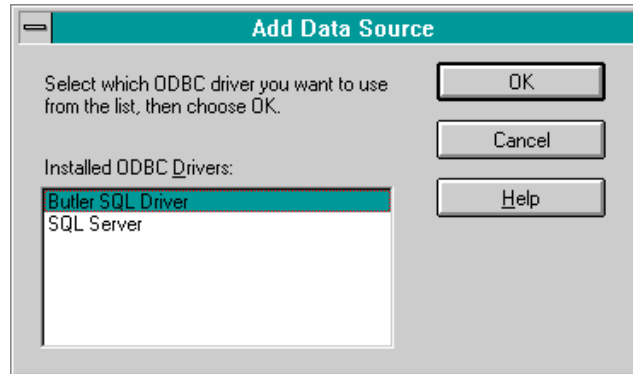 Add Data Source
Select which ODBC driver you want to use
from the list, then choose OK.
OK
Cancel
Installed ODBC Drivers:
Help
Butler SQL Driver
SQL Server